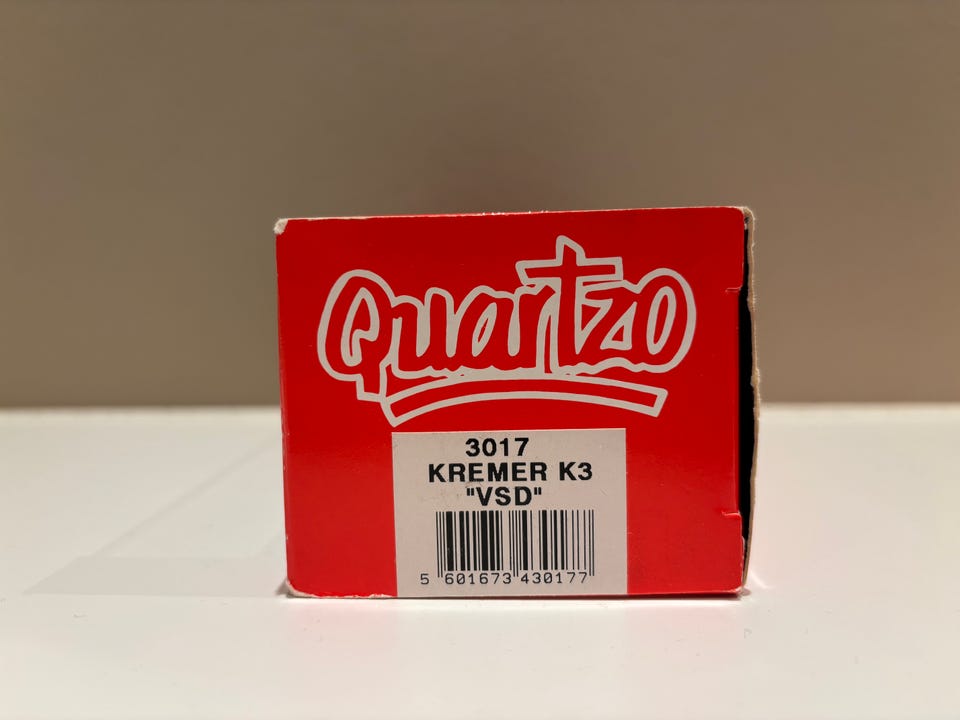 Quartzo
3017
KREMER K3
"VSD"
5 601673 430177